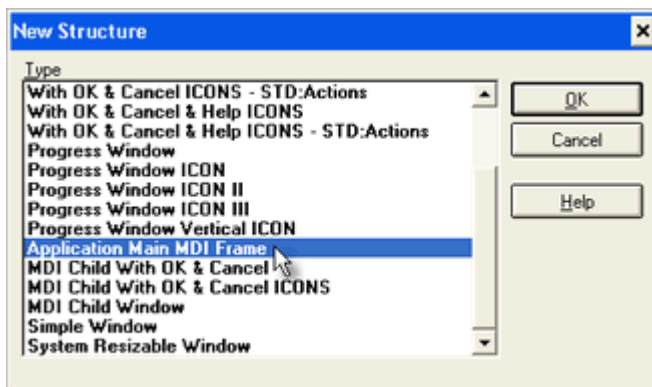 New Structure
Type
With OK & Cancel ICONS - STD:Actions
With OK & Cancel & Help ICONS
With OK & Cancel & Help ICONS - STD:Actions
Progress Window
Progress Window ICON
Progress Window ICON II
Progress Window ICON III
Progress Window Vertical ICON
Application Main MDI Frame
MDI Child With OK & Cancel
MDI Child With OK & Cancel ICONS
MDI Child Window
Simple Window
System Resizable Window
OK
Cancel
Help